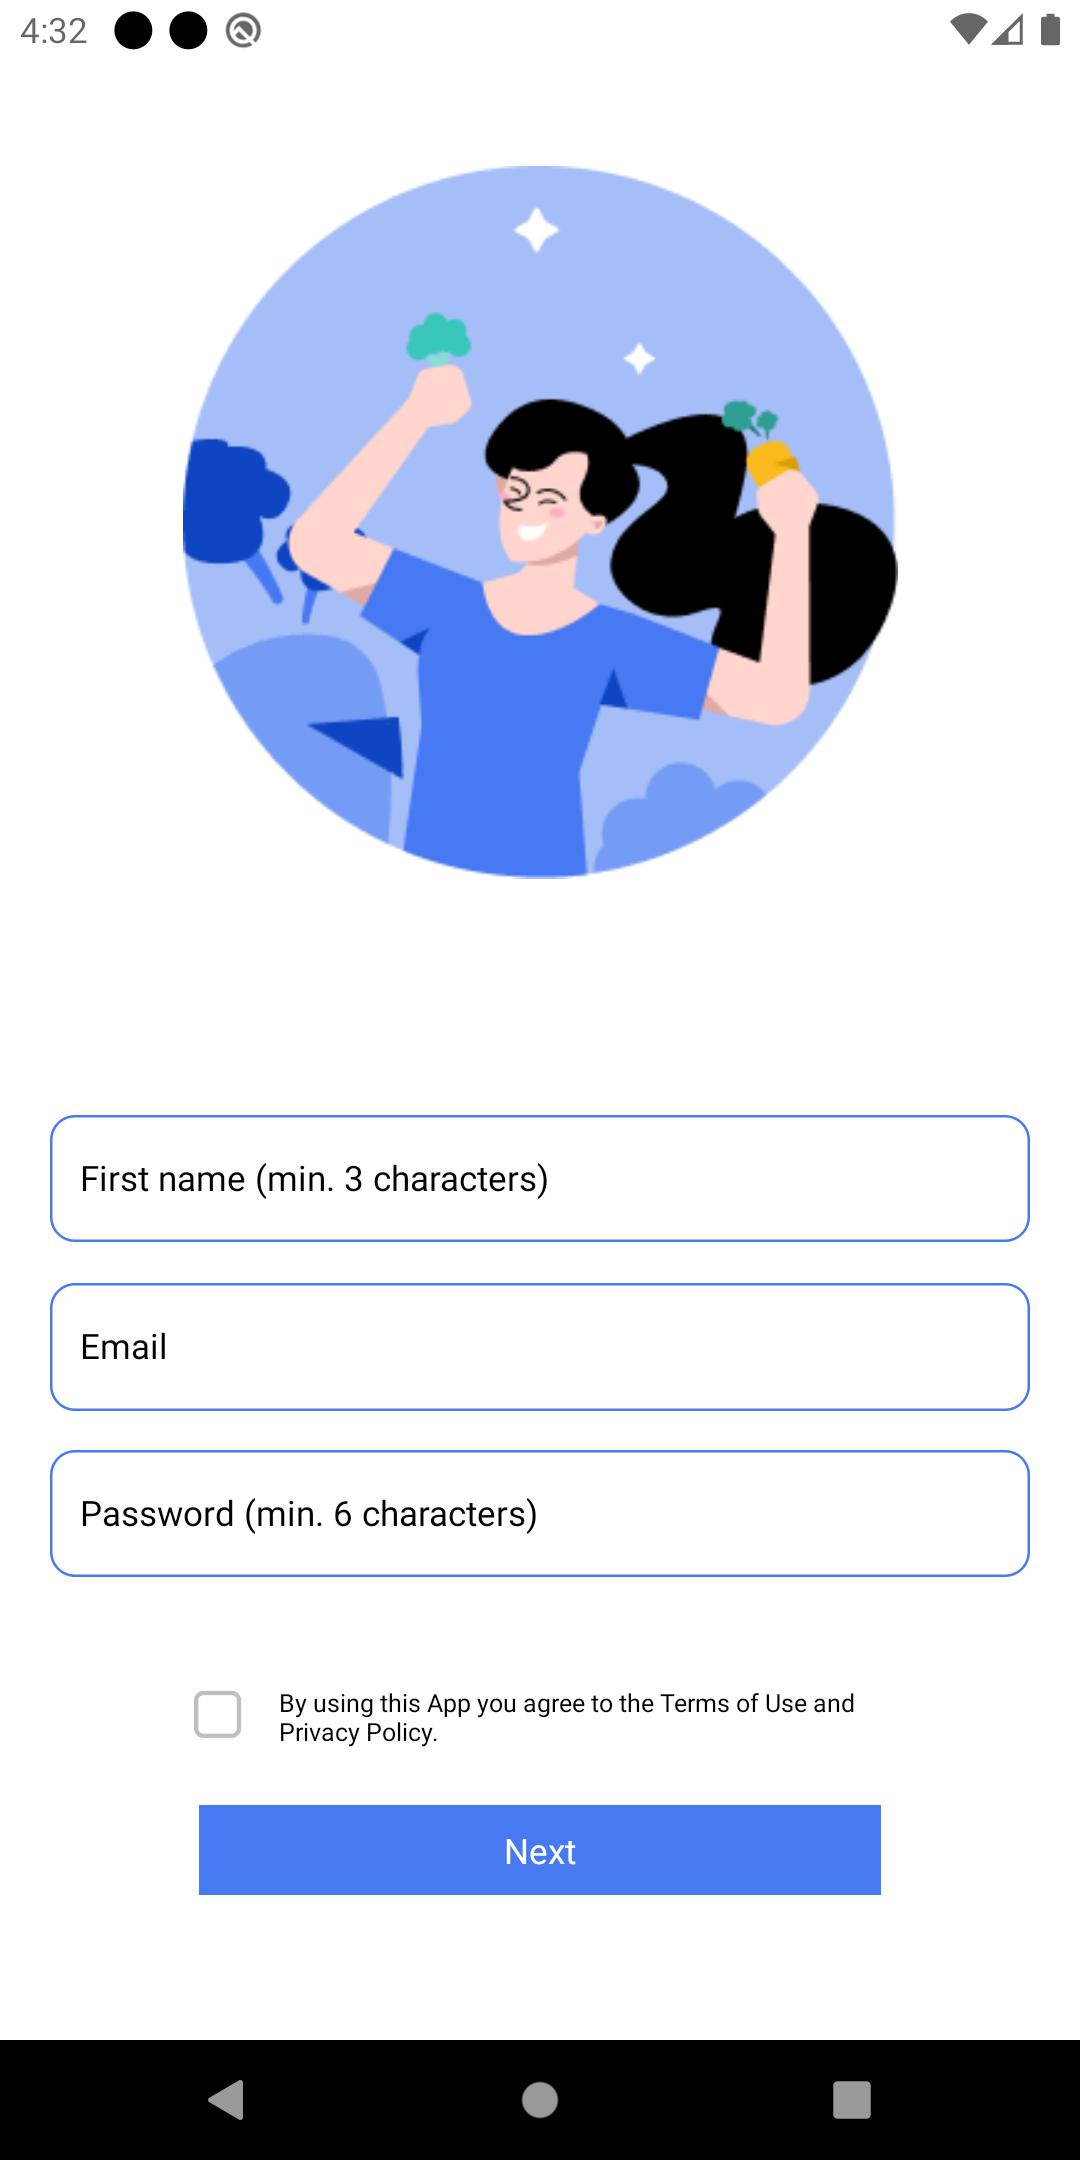 4:32
First name (min. 3 characters)
Email
Password (min. 6 characters)
By using this App you agree to the Terms of Use and
Privacy Policy.
Next